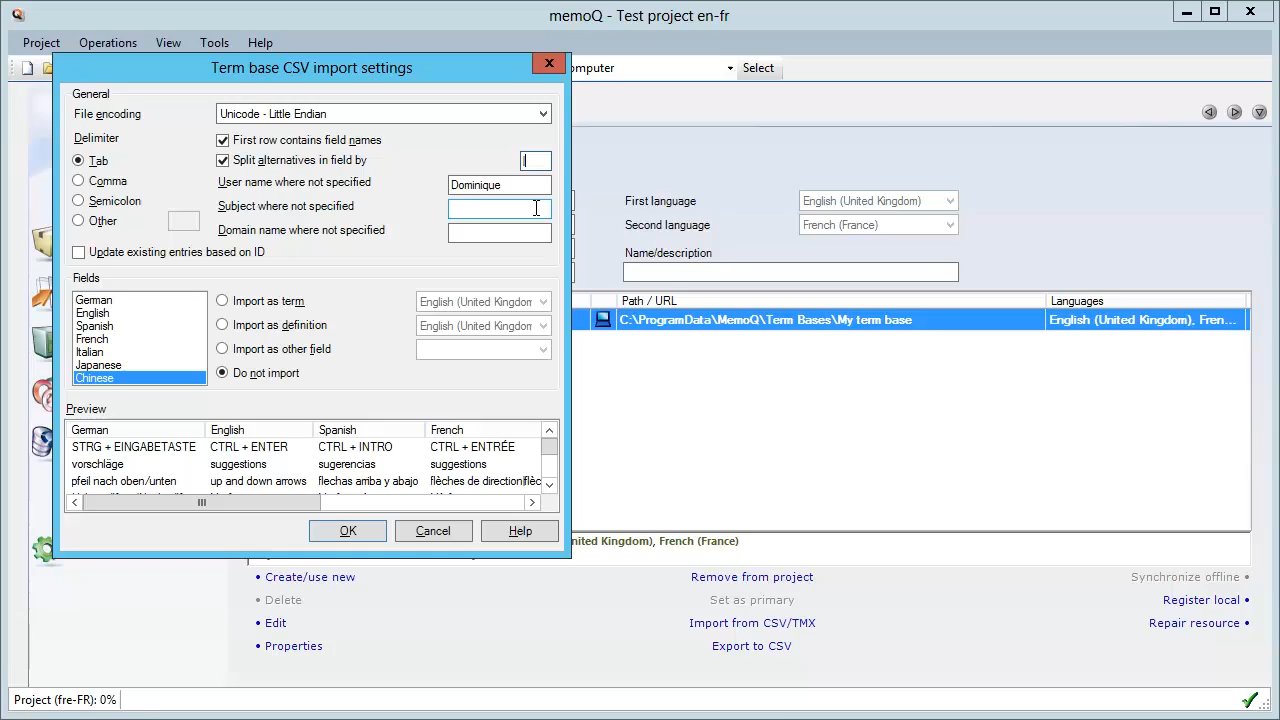 memoQ - Test project en-fr
Project Operations View Tools Help
Term base CSV import settings
omputer
Select
General
File encoding
Unicode - Little Endian
Delimiter
First row contains field names
Tab
Split alternatives in field by
|
Comma
User name where not specified
Dominique
Semicolon
Subject where not specified
Other
Domain name where not specified
Update existing entries based on ID
First language
English (United Kingdom)
Second language
French (France)
Name/description
Fields
German
English
Spanish
French
Italian
Japanese
Chinese
Import as term
English (United Kingdom
Import as definition
English (United Kingdom
Import as other field
Do not import
Path / URL Languages
C:\ProgramData\MemoQ\Term Bases\My term base English (United Kingdom), Fren...
Preview
German English Spanish French
STRG + EINGABETASTE CTRL + ENTER CTRL + INTRO CTRL + ENTRÉE
vorschläge suggestions sugerencias suggestions
pfeil nach oben/unten up and down arrows flechas arriba y abajo flèches de direction|flèc
OK Cancel Help
nited Kingdom), French (France)
• Create/use new Remove from project Synchronize offline •
• Delete Set as primary Register local •
• Edit Import from CSV/TMX Repair resource •
• Properties Export to CSV
Project (fre-FR): 0%